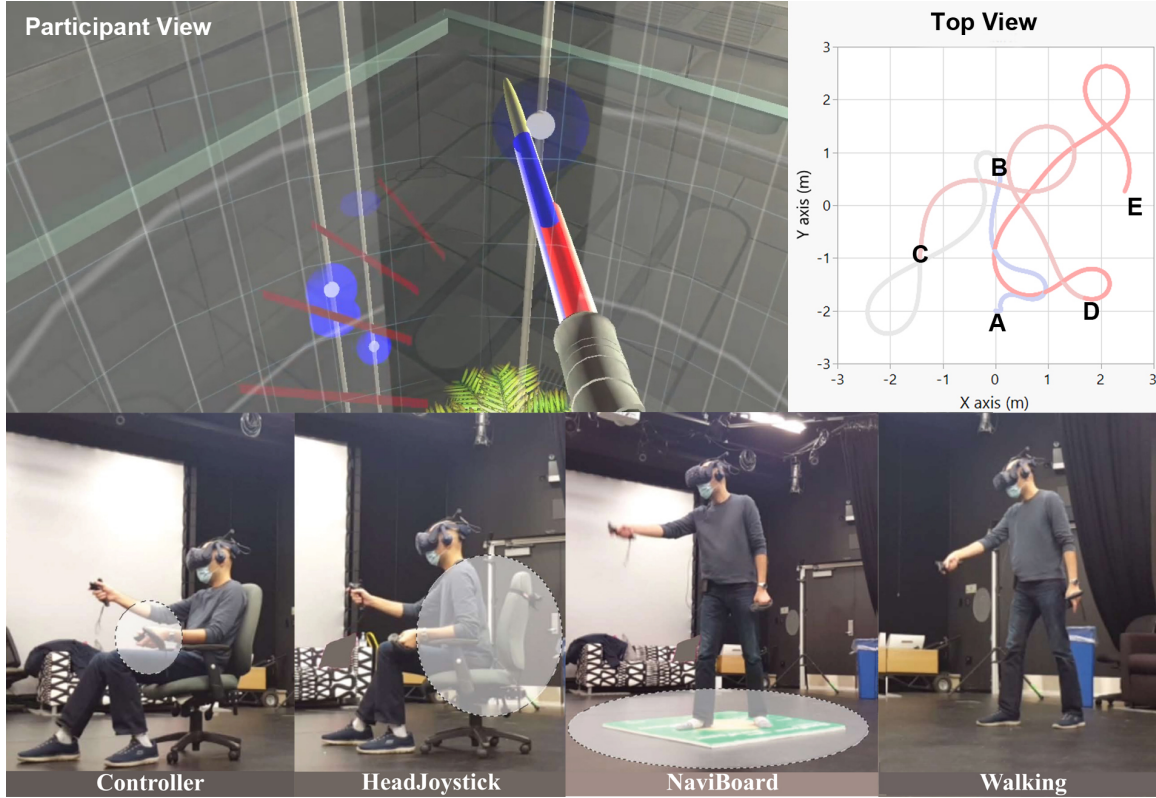 Participant View
Top View
3
2
1
0
-1
-2
-3
Y axis (m)
A
B
C
D
E
-3 -2 -1 0 1 2 3
X axis (m)
Controller
HeadJoystick
NaviBoard
Walking